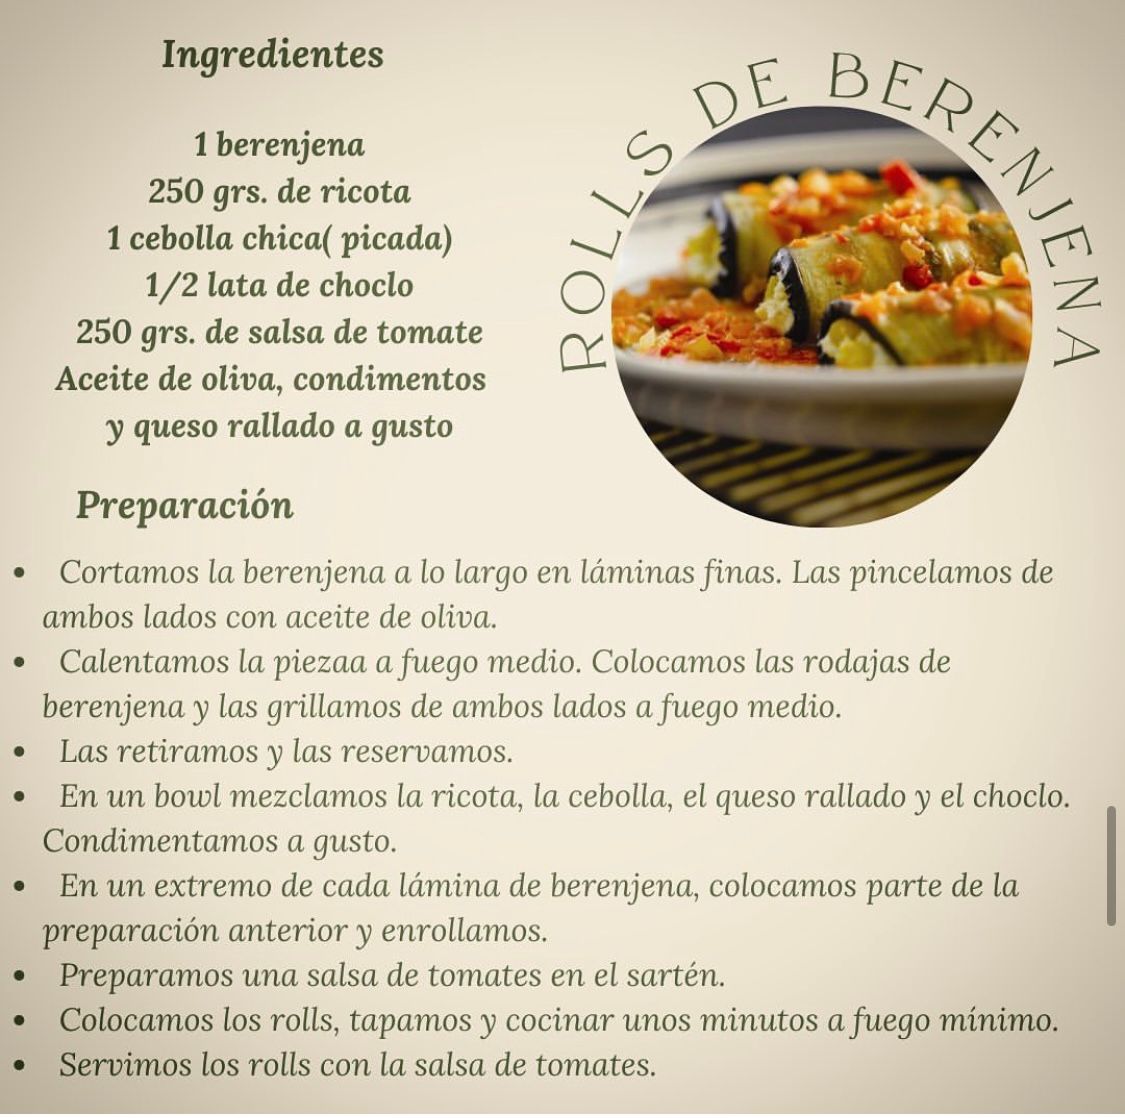 Ingredientes
ROLLS DE BERENJENA
1 berenjena
250 grs. de ricota
1 cebolla chica( picada)
1/2 lata de choclo
250 grs. de salsa de tomate
Aceite de oliva, condimentos
y queso rallado a gusto
Preparación
• Cortamos la berenjena a lo largo en láminas finas. Las pincelamos de
ambos lados con aceite de oliva.
• Calentamos la piezaa a fuego medio. Colocamos las rodajas de
berenjena y las grillamos de ambos lados a fuego medio.
• Las retiramos y las reservamos.
• En un bowl mezclamos la ricota, la cebolla, el queso rallado y el choclo.
Condimentamos a gusto.
• En un extremo de cada lámina de berenjena, colocamos parte de la
preparación anterior y enrollamos.
• Preparamos una salsa de tomates en el sartén.
• Colocamos los rolls, tapamos y cocinar unos minutos a fuego mínimo.
• Servimos los rolls con la salsa de tomates.